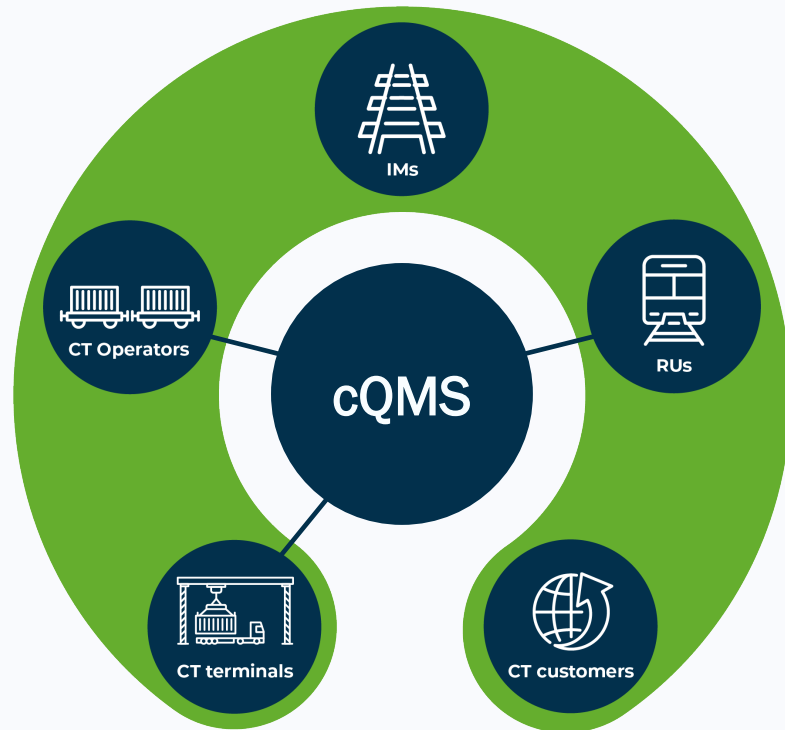 IMs
CT Operators
RUs
cQMS
CT terminals
CT customers